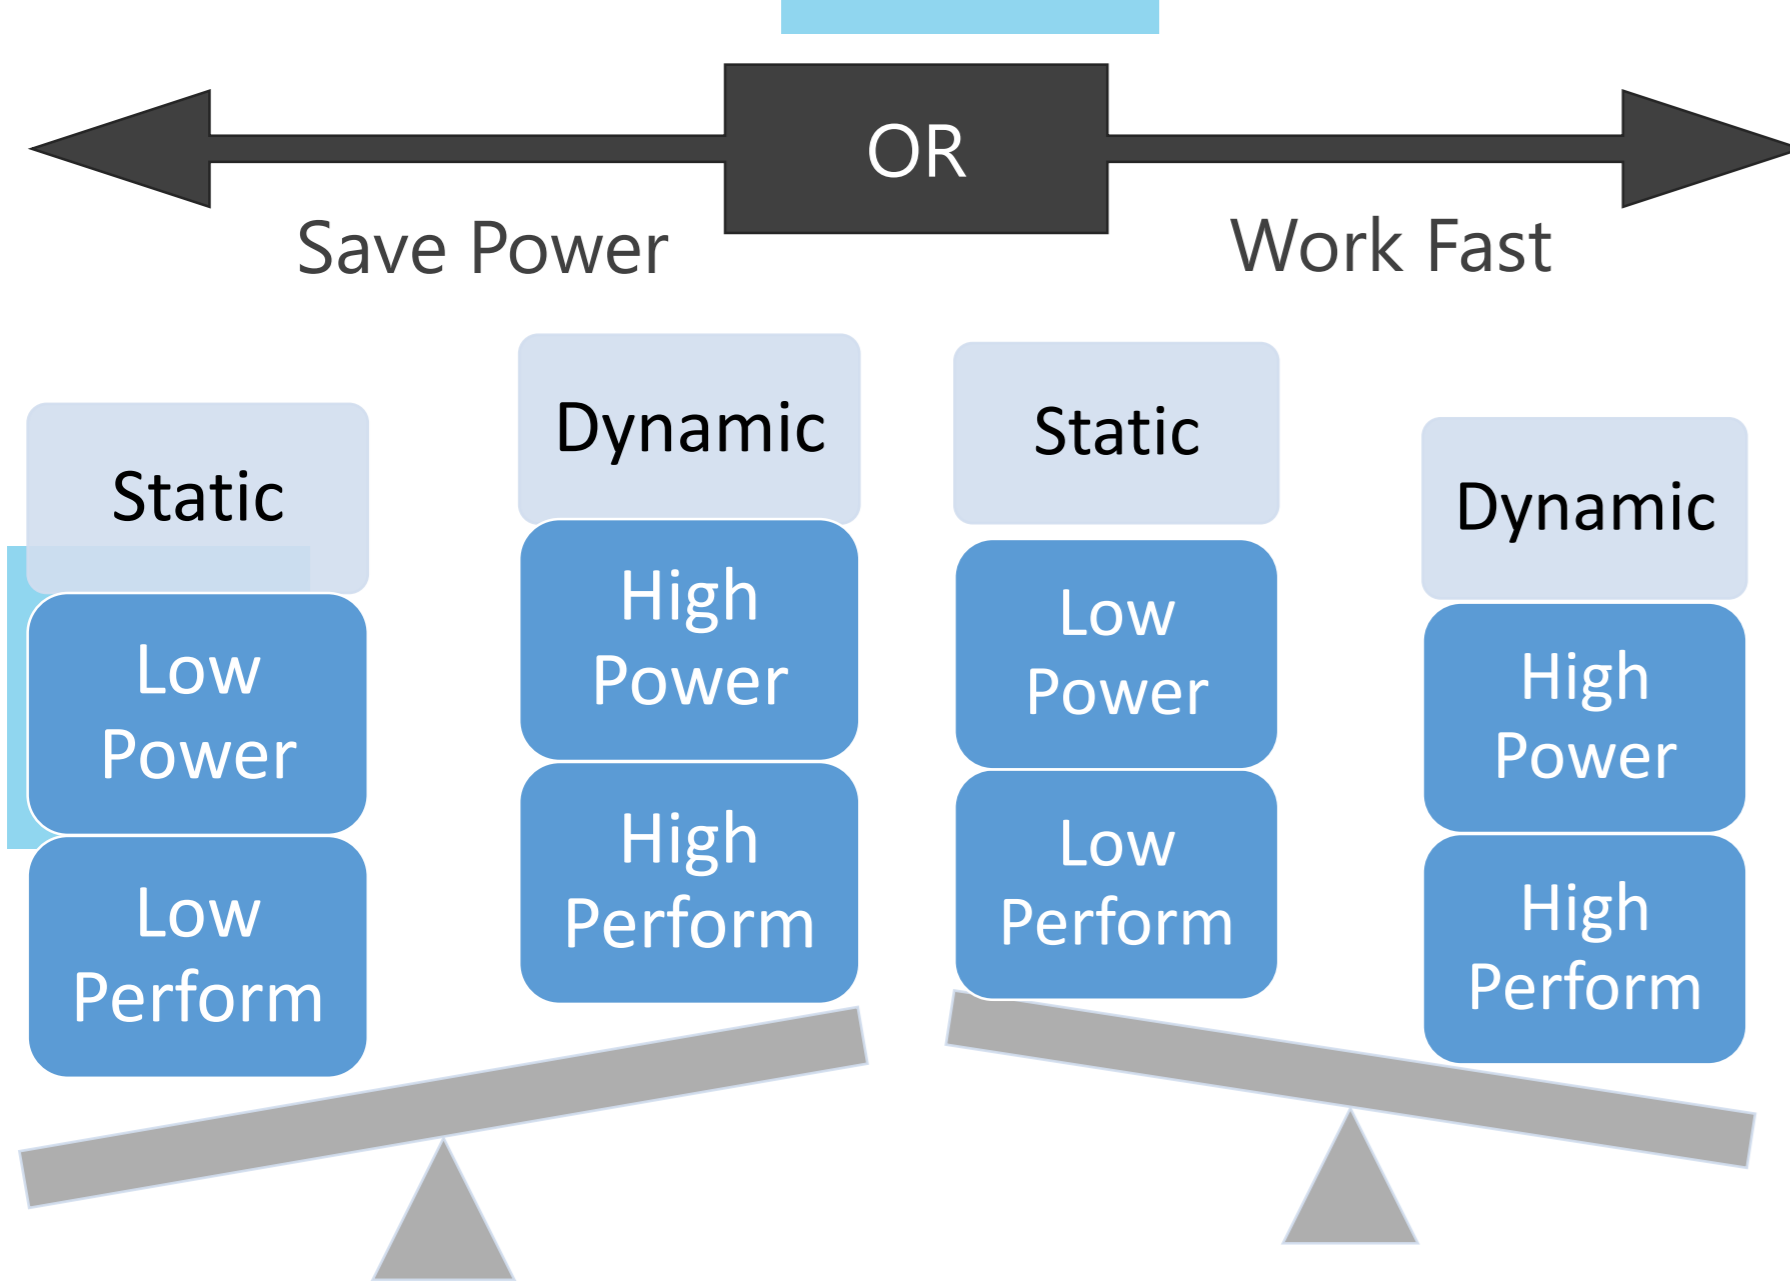 OR
Save Power
Work Fast
Static
Low
Power
Low
Perform
Dynamic
High
Power
High
Perform
Static
Low
Power
Low
Perform
Dynamic
High
Power
High
Perform